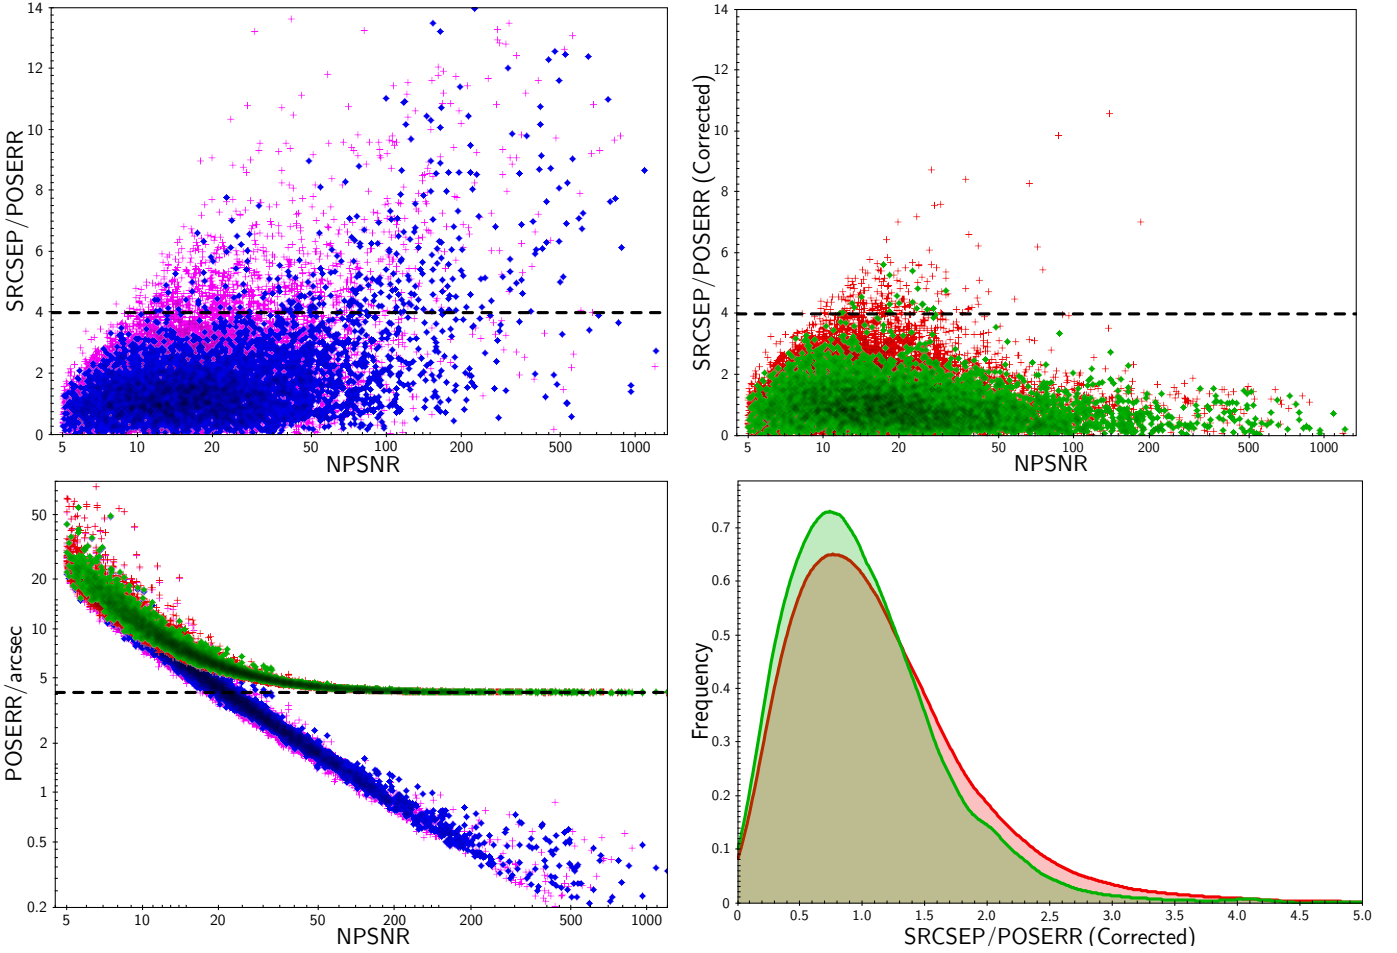 SRCSEP/POSERR
14
12
10
8
6
4
2
0
5 10 20 50 100 200 500 1000
NPSNR
SRCSEP/POSERR (Corrected)
14
12
10
8
6
4
2
0
5 10 20 50 100 200 500 1000
NPSNR
POSERR/arcsec
50
20
10
5
2
1
0.5
0.2
5 10 20 50 200 200 500 1000
NPSNR
Frequency
0.7
0.6
0.5
0.4
0.3
0.2
0.1
0
0 0.5 1.0 1.5 2.0 2.5 3.0 3.5 4.0 4.5 5.0
SRCSEP/POSERR (Corrected)